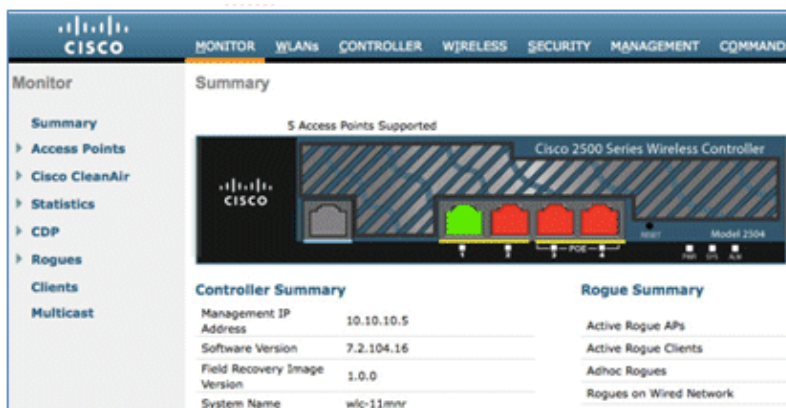 CISCO
MONITOR WLANs CONTROLLER WIRELESS SECURITY MANAGEMENT COMMAND
Monitor
Summary
Access Points
Cisco CleanAir
Statistics
CDP
Rogues
Clients
Multicast
Summary
5 Access Points Supported
Cisco 2500 Series Wireless Controller
CISCO
RESET
Model 2504
1 2 3 4
POE
PWR SYS ALM
Controller Summary
Management IP Address 10.10.10.5
Software Version 7.2.104.16
Field Recovery Image Version 1.0.0
System Name wlc-11mnr
Rogue Summary
Active Rogue APs
Active Rogue Clients
Adhoc Rogues
Rogues on Wired Network